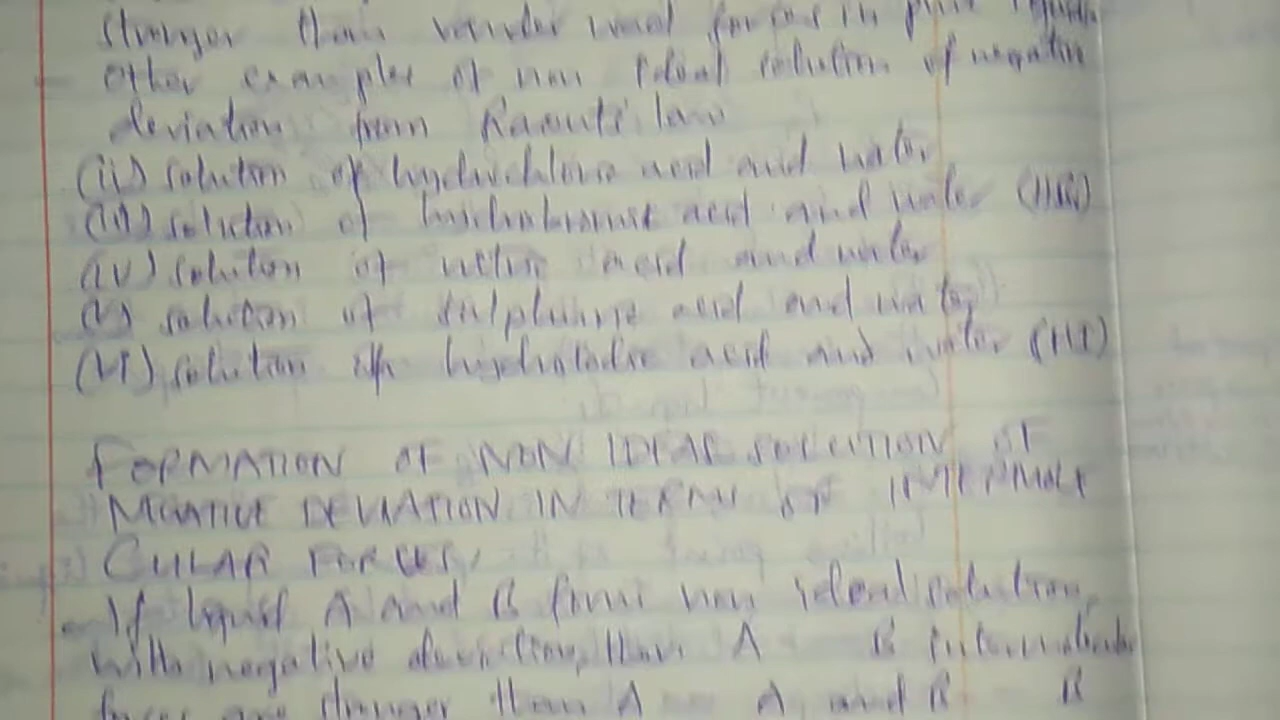 stronger than vander waal forces in pure liquids
other examples of non ideal solution of negative
deviation from Raoults law
(ii) solution of hydrochloric acid and water
(iii) solution of hydrobromic acid and water (HBr)
(iv) solution of nitric acid and water
(v) solution of sulphuric acid and water
(vi) solution of hydroiodic acid and water (HI)
FORMATION OF NON IDEAL SOLUTION OF
NEGATIVE DEVIATION IN TERMS OF INTERMOLE
CULAR FORCES,
- If liquid A and B form non ideal solution,
with negative deviation, then A - B intermolecular
forces are stronger than A - A and B - B